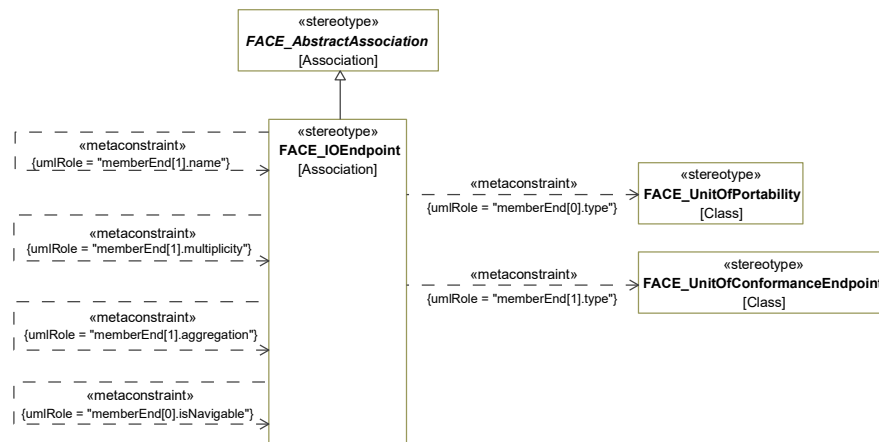 «stereotype»
FACE_AbstractAssociation
[Association]
«stereotype»
FACE_IOEndpoint
[Association]
«metaconstraint»
{umlRole = "memberEnd[1].name"}
«metaconstraint»
{umlRole = "memberEnd[1].multiplicity"}
«metaconstraint»
{umlRole = "memberEnd[1].aggregation"}
«metaconstraint»
{umlRole = "memberEnd[0].isNavigable"}
«metaconstraint»
{umlRole = "memberEnd[0].type"}
«stereotype»
FACE_UnitOfPortability
[Class]
«metaconstraint»
{umlRole = "memberEnd[1].type"}
«stereotype»
FACE_UnitOfConformanceEndpoint
[Class]